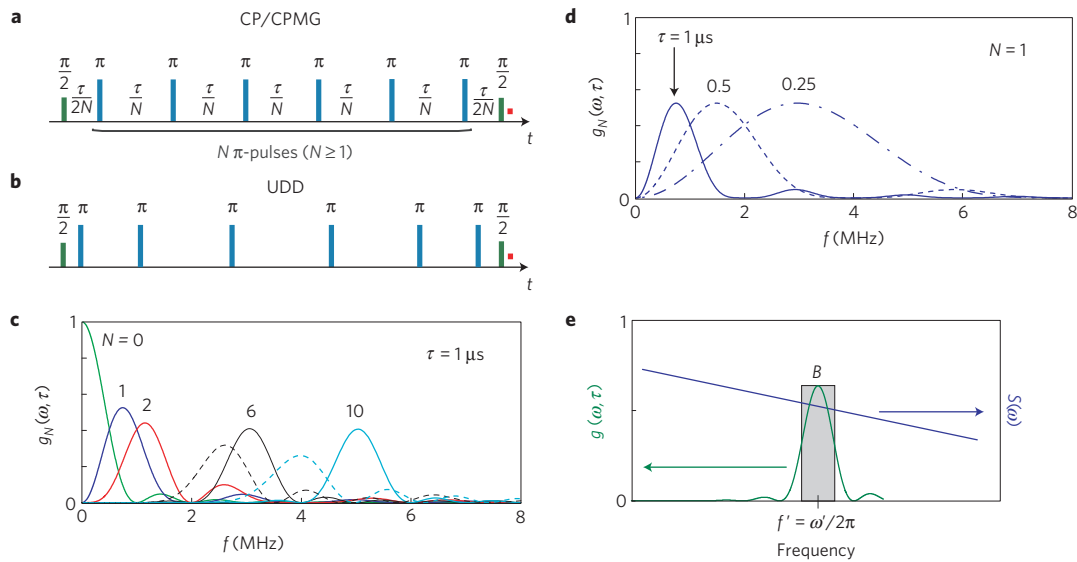 a
CP/CPMG
π/2 π π π π π π π/2
τ/2N τ/N τ/N τ/N τ/N τ/N τ/2N
t
N π-pulses (N ≥ 1)
b
UDD
π/2 π π π π π π π/2
t
c
g_N (ω, τ)
1
0
N = 0
1
2
6
10
τ = 1 μs
0 2 4 6 8
f (MHz)
d
g_N (ω, τ)
1
0
τ = 1 μs
0.5
0.25
N = 1
0 2 4 6 8
f (MHz)
e
g (ω, τ)
1
0
B
S(ω)
f' = ω'/2π
Frequency